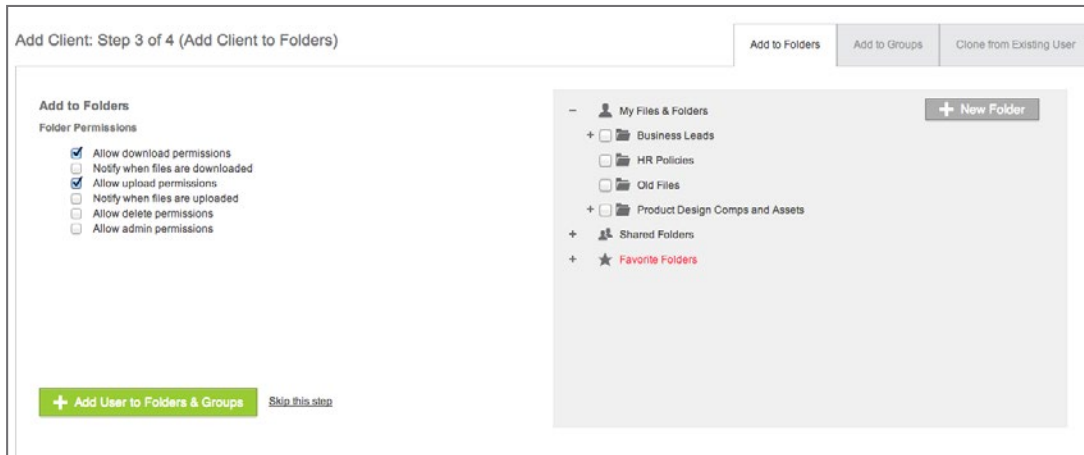 Add Client: Step 3 of 4 (Add Client to Folders)
Add to Folders
Add to Groups
Clone from Existing User
Add to Folders
Folder Permissions
Allow download permissions
Notify when files are downloaded
Allow upload permissions
Notify when files are uploaded
Allow delete permissions
Allow admin permissions
+ Add User to Folders & Groups
Skip this step
− My Files & Folders
+ New Folder
+ Business Leads
HR Policies
Old Files
+ Product Design Comps and Assets
+ Shared Folders
+ Favorite Folders